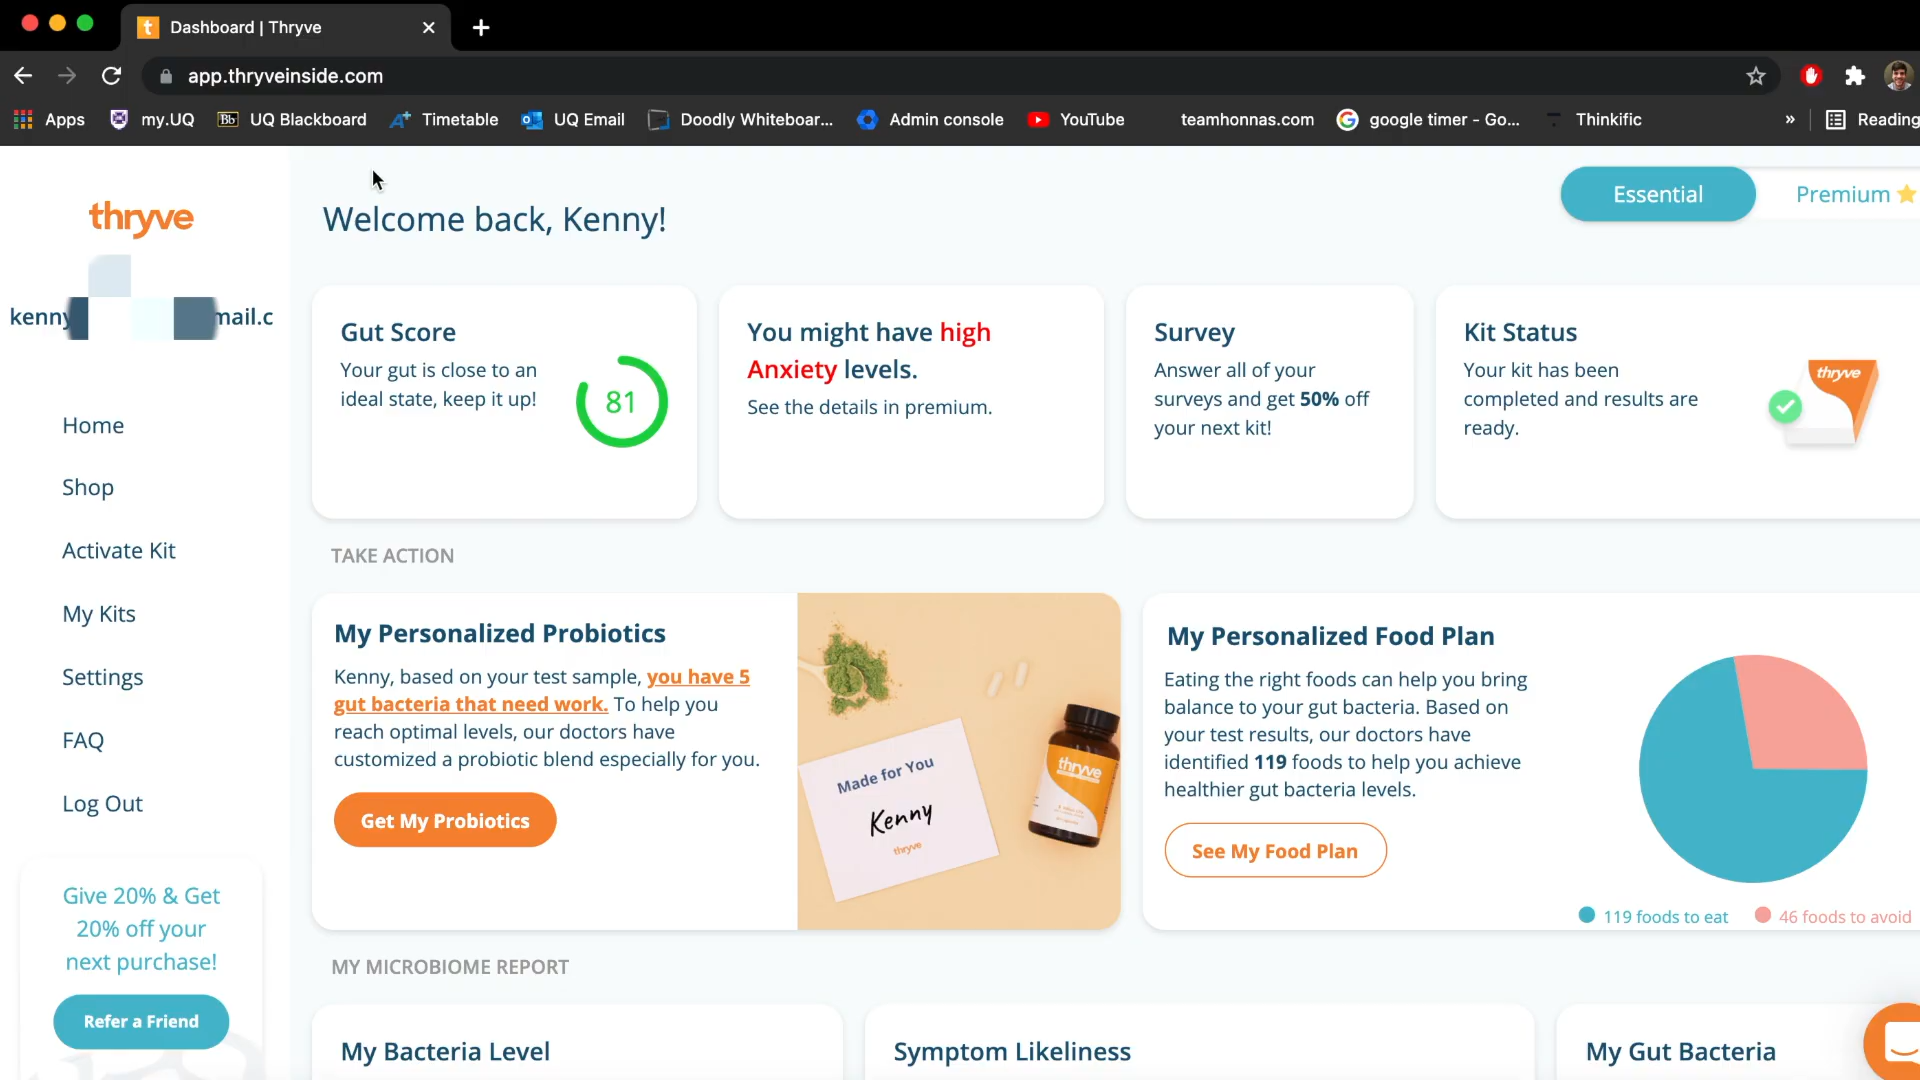 Dashboard | Thryve
app.thryveinside.com
Apps my.UQ Bb UQ Blackboard A+ Timetable UQ Email Doodly Whiteboar... Admin console YouTube teamhonnas.com google timer - Go... Thinkific » Reading
thryve
kenny mail.c
Home
Shop
Activate Kit
My Kits
Settings
FAQ
Log Out
Give 20% & Get
20% off your
next purchase!
Refer a Friend
Welcome back, Kenny!
Essential
Premium
Gut Score
Your gut is close to an
ideal state, keep it up!
81
You might have high
Anxiety levels.
See the details in premium.
Survey
Answer all of your
surveys and get 50% off
your next kit!
Kit Status
Your kit has been
completed and results are
ready.
thryve
TAKE ACTION
My Personalized Probiotics
Kenny, based on your test sample, you have 5
gut bacteria that need work. To help you
reach optimal levels, our doctors have
customized a probiotic blend especially for you.
Get My Probiotics
Made for You
Kenny
thryve
thryve
My Personalized Food Plan
Eating the right foods can help you bring
balance to your gut bacteria. Based on
your test results, our doctors have
identified 119 foods to help you achieve
healthier gut bacteria levels.
See My Food Plan
119 foods to eat
46 foods to avoid
MY MICROBIOME REPORT
My Bacteria Level
Symptom Likeliness
My Gut Bacteria